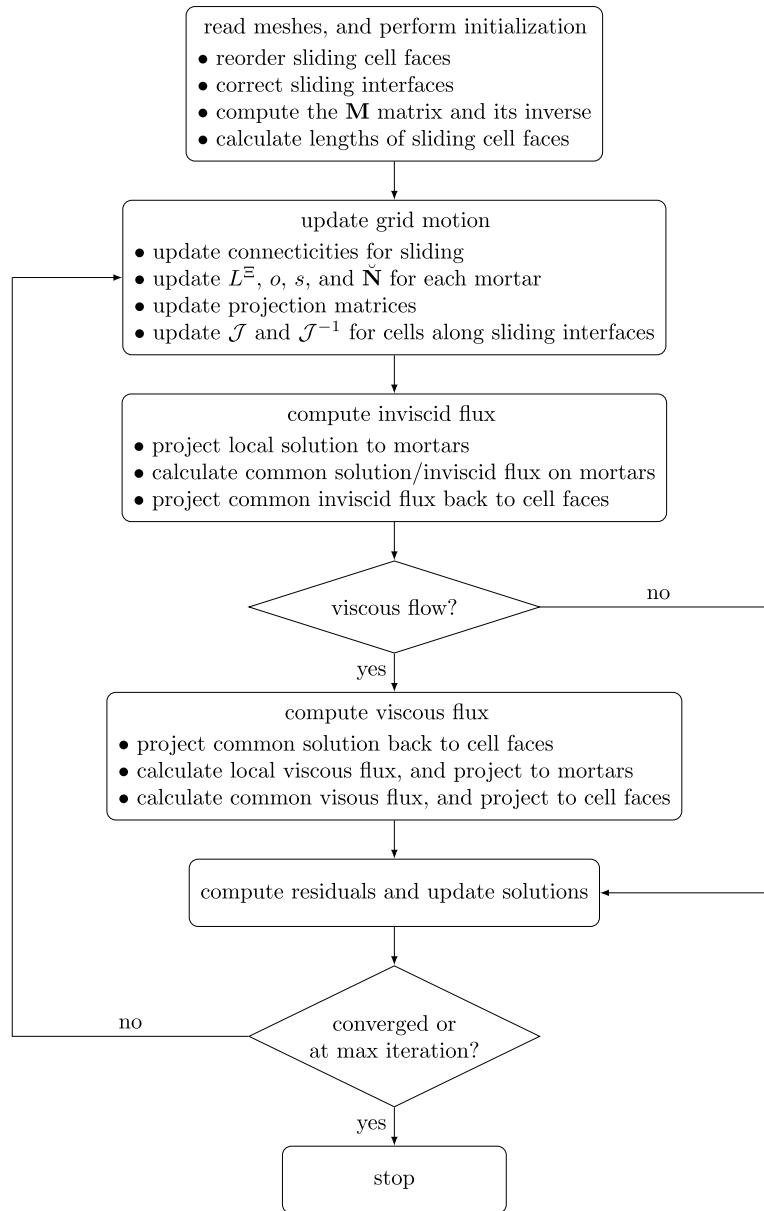 read meshes, and perform initialization
• reorder sliding cell faces
• correct sliding interfaces
• compute the M matrix and its inverse
• calculate lengths of sliding cell faces
update grid motion
• update connecticities for sliding
• update L^Ξ, o, s, and N̆ for each mortar
• update projection matrices
• update 𝒥 and 𝒥⁻¹ for cells along sliding interfaces
compute inviscid flux
• project local solution to mortars
• calculate common solution/inviscid flux on mortars
• project common inviscid flux back to cell faces
viscous flow?
no
yes
compute viscous flux
• project common solution back to cell faces
• calculate local viscous flux, and project to mortars
• calculate common visous flux, and project to cell faces
compute residuals and update solutions
no
converged or
at max iteration?
yes
stop